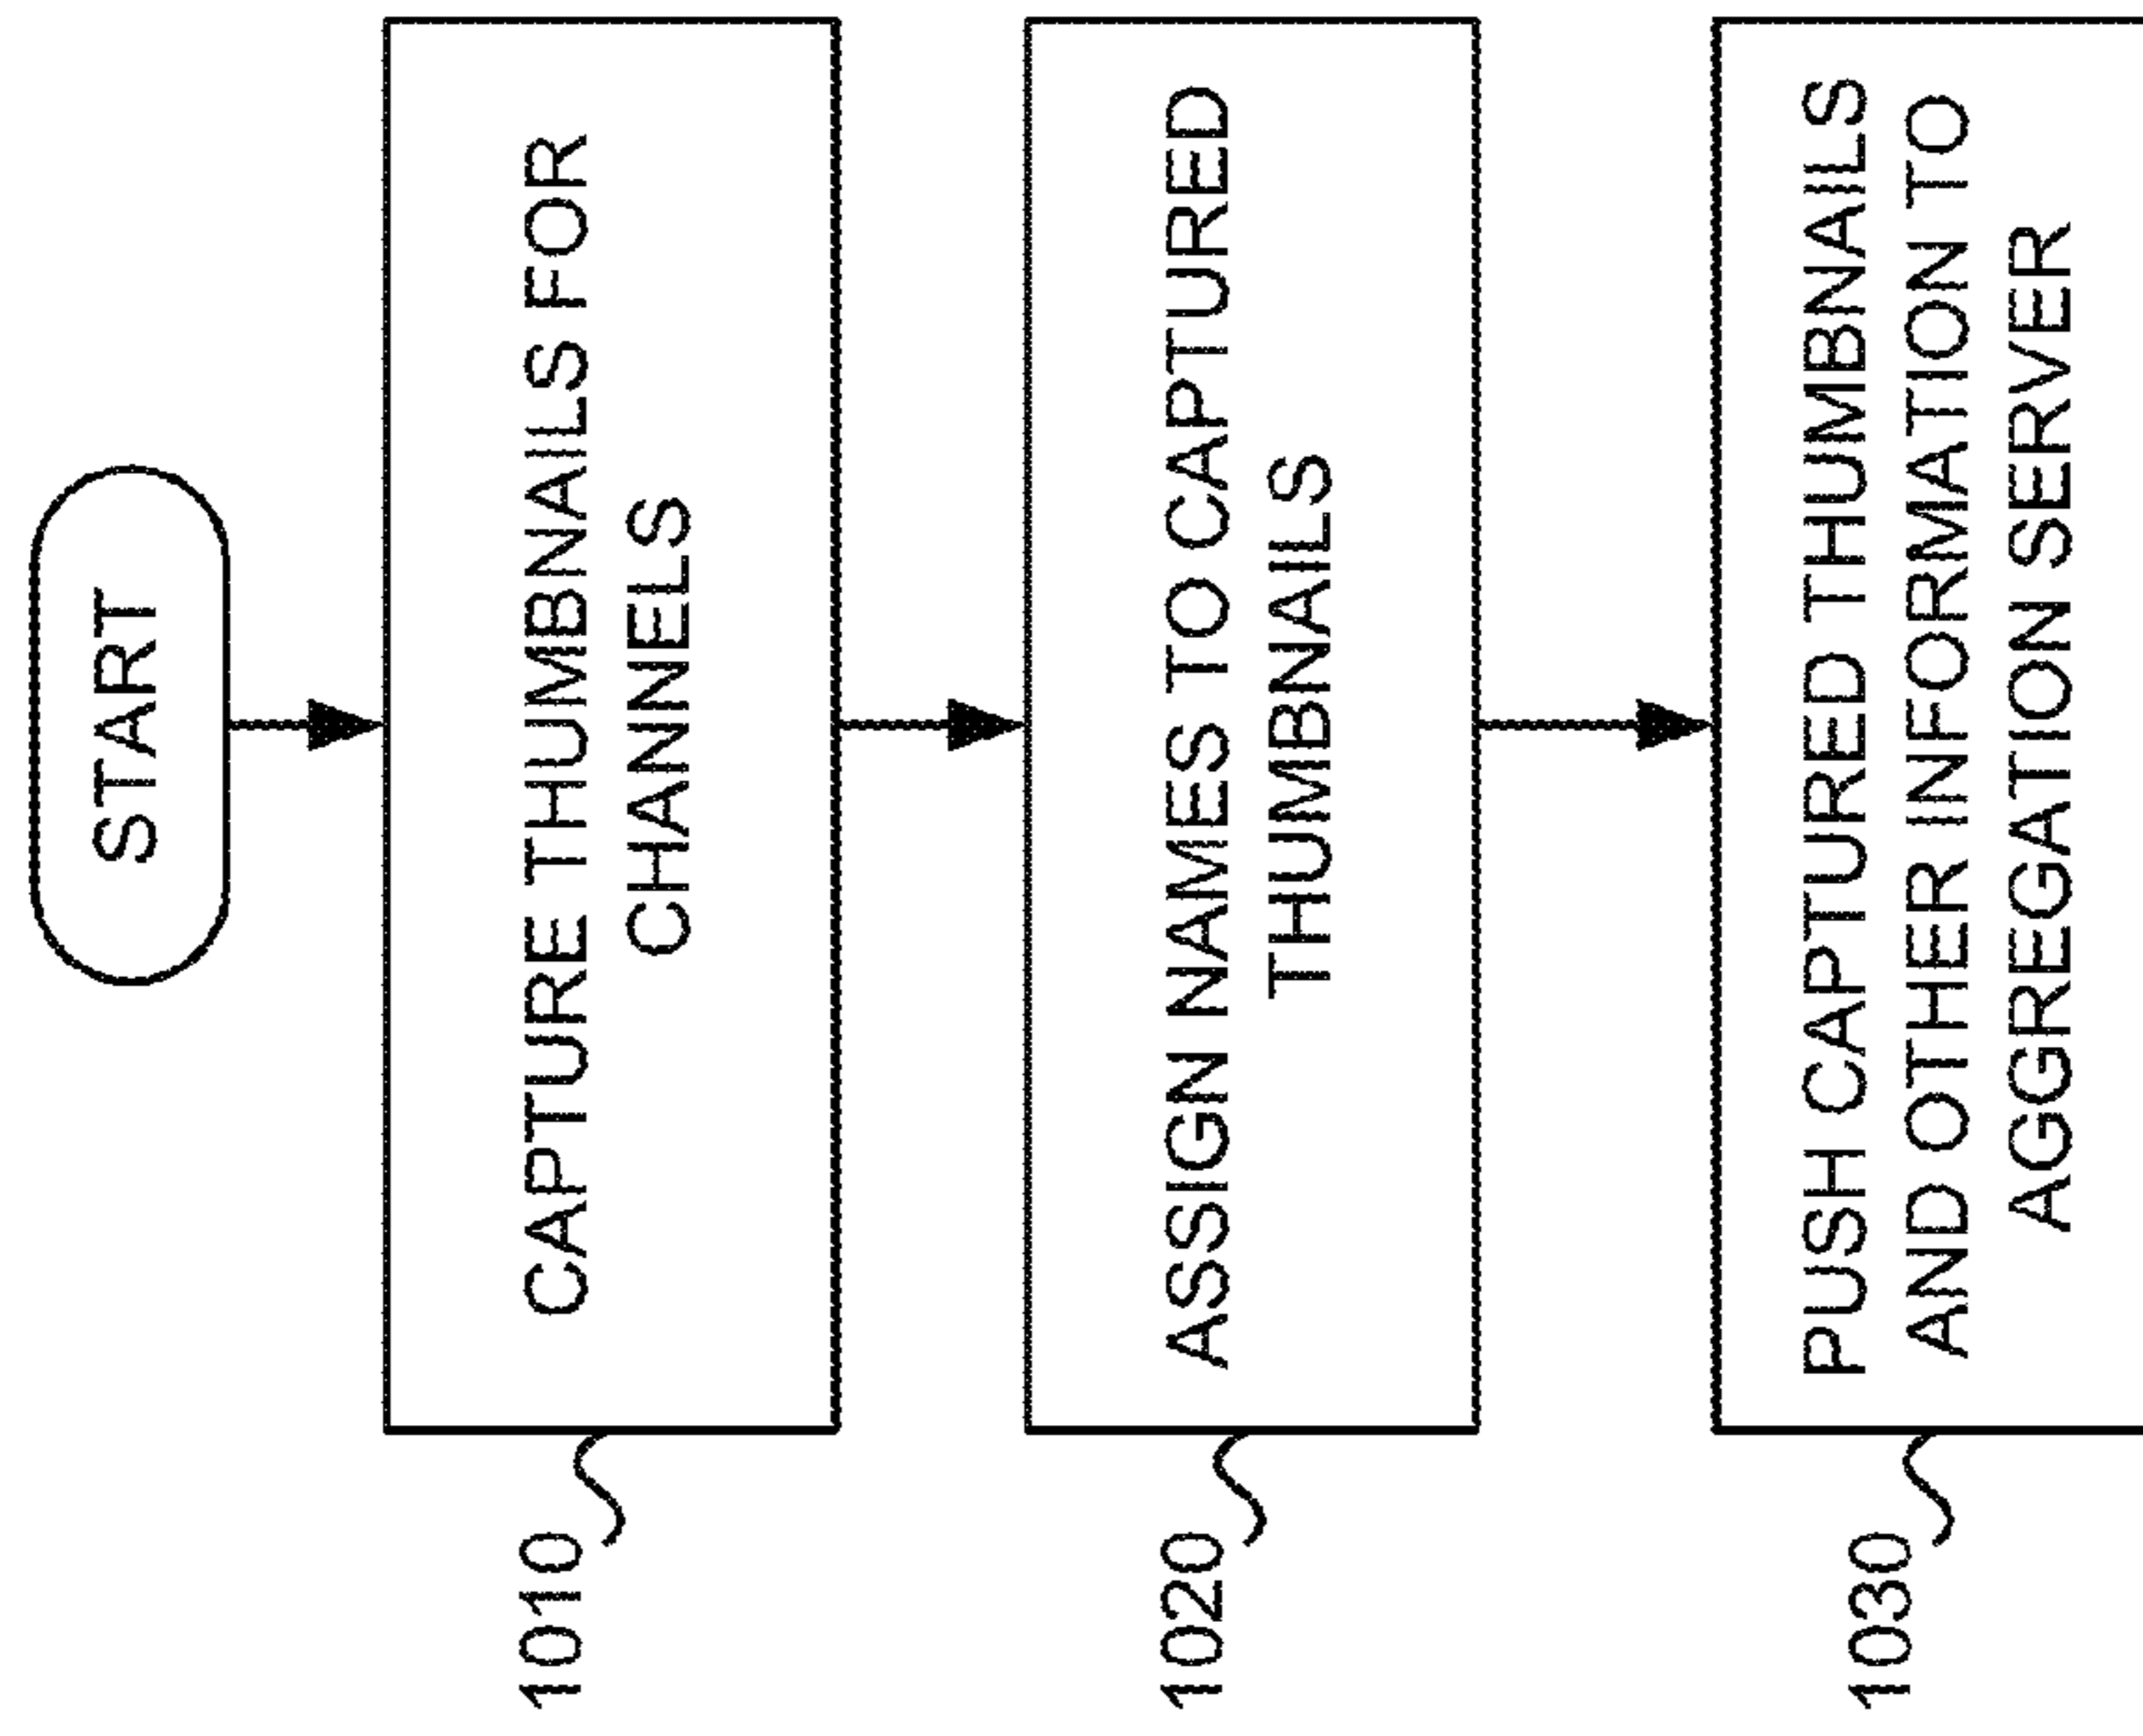 START
1010
CAPTURE THUMBNAILS FOR
CHANNELS
1020
ASSIGN NAMES TO CAPTURED
THUMBNAILS
1030
PUSH CAPTURED THUMBNAILS
AND OTHER INFORMATION TO
AGGREGATION SERVER